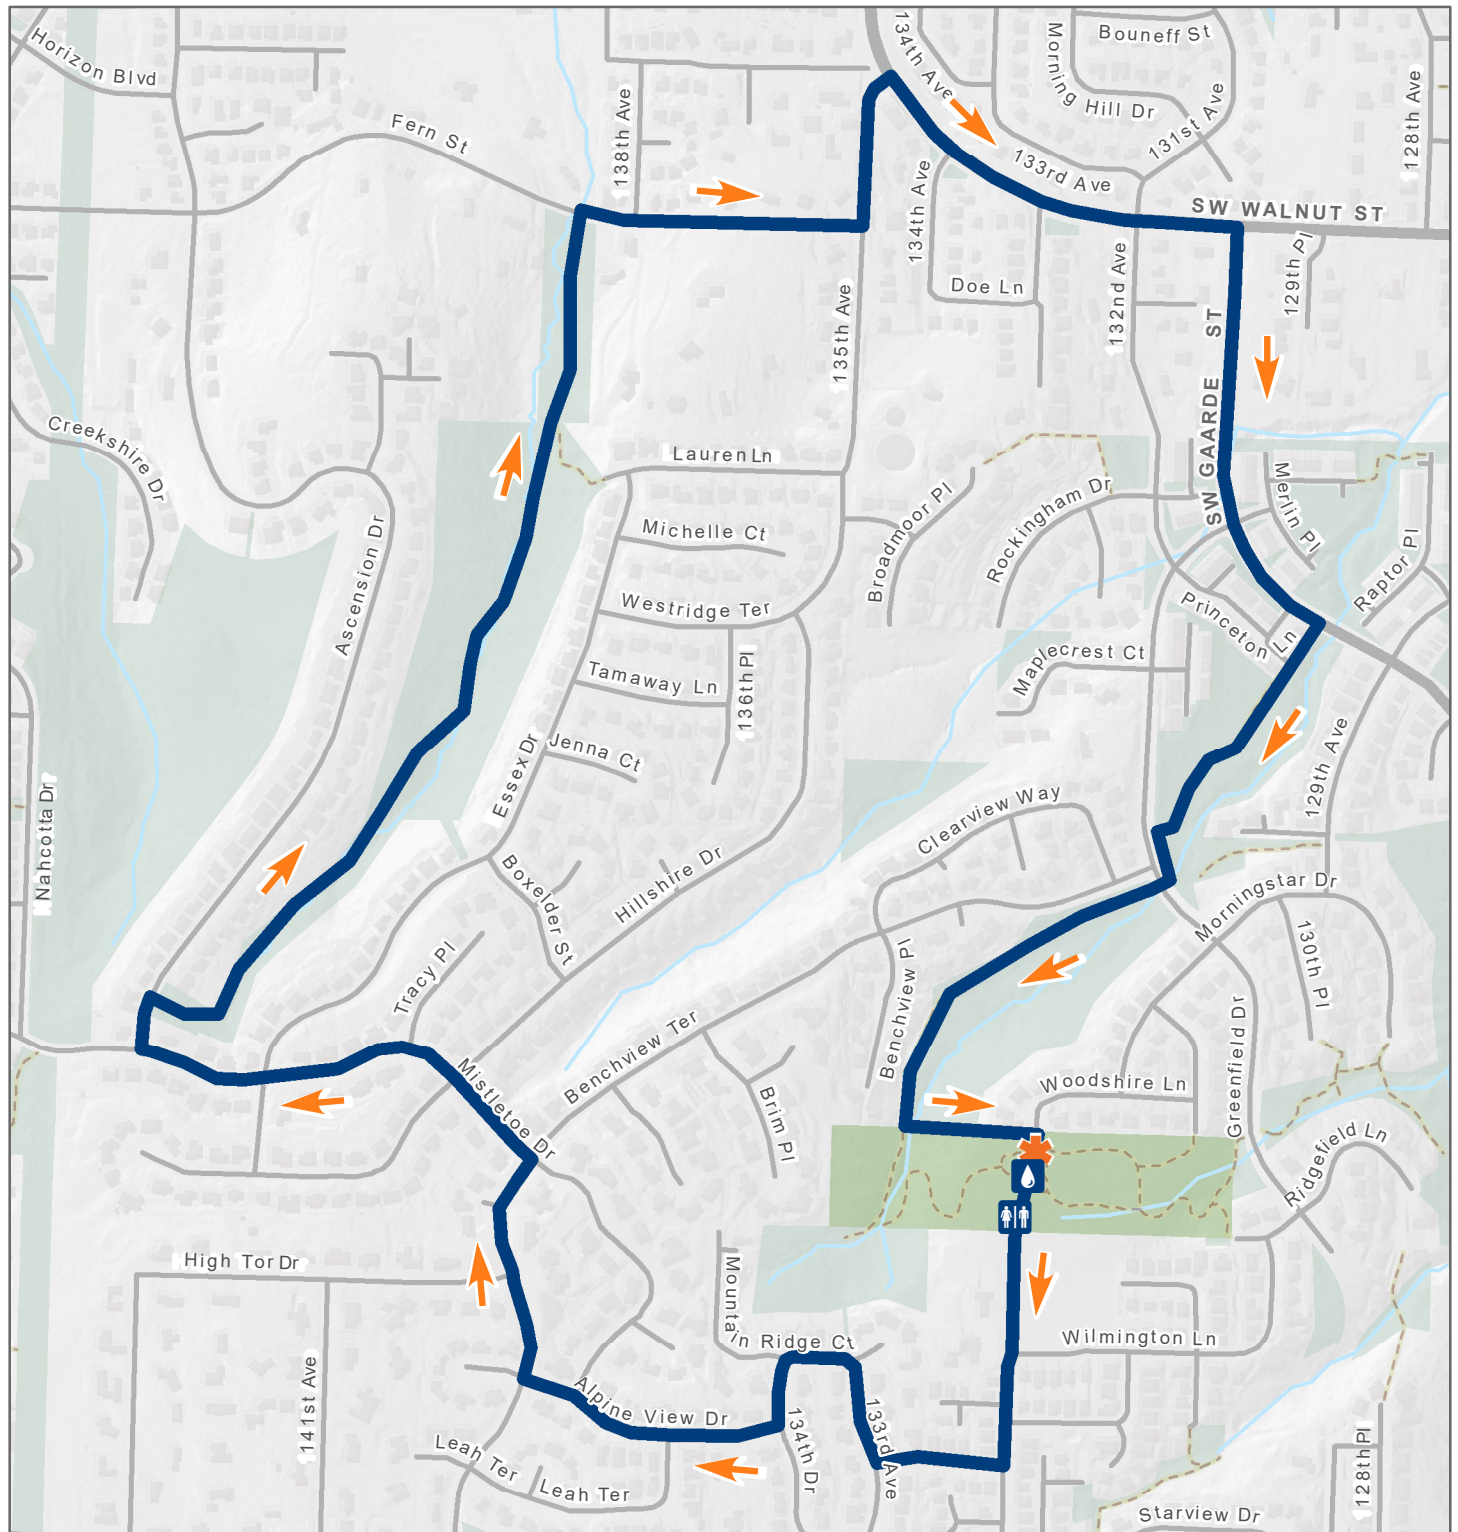 Horizon Blvd
134th Ave
Morning Hill Dr
Bouneff St
131st Ave
128th Ave
Fern St
138th Ave
133rd Ave
134th Ave
SW WALNUT ST
129th Pl
132nd Ave
Doe Ln
135th Ave
SW GAARDE ST
Creekshire Dr
Lauren Ln
Merlin Pl
Rockingham Dr
Broadmoor Pl
Michelle Ct
Ascension Dr
Raptor Pl
Westridge Ter
Princeton Ln
Maplecrest Ct
Tamaway Ln
136th Pl
Jenna Ct
Essex Dr
129th Ave
Nahcotta Dr
Clearview Way
Boxelder St
Hillshire Dr
Morningstar Dr
130th Pl
Tracy Pl
Benchview Pl
Greenfield Dr
Benchview Ter
Mistletoe Dr
Woodshire Ln
Brim Pl
Ridgefield Ln
High Tor Dr
Mountain Ridge Ct
Wilmington Ln
141st Ave
Alpine View Dr
134th Dr
133rd Ave
Leah Ter
Leah Ter
128th Pl
Starview Dr